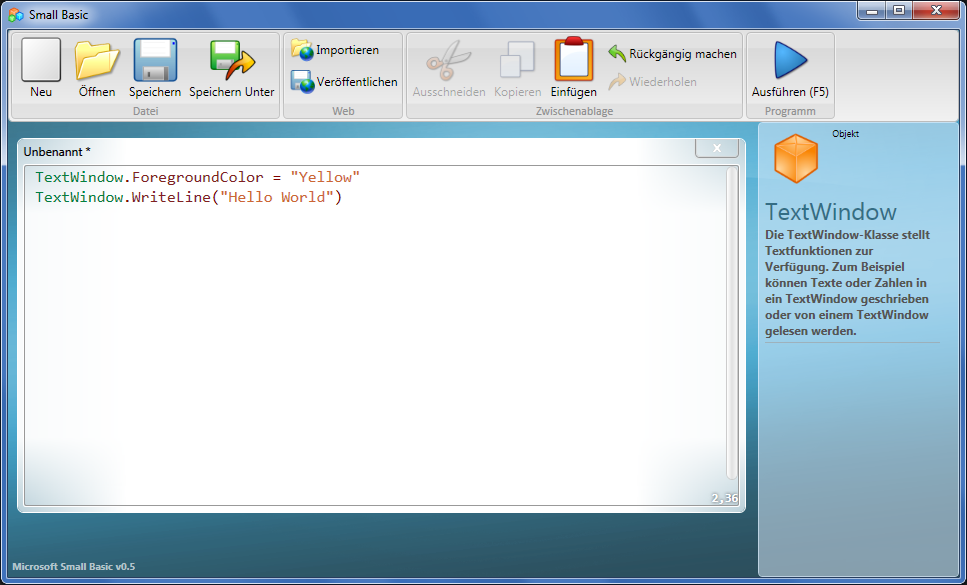 Small Basic
Neu
Öffnen
Speichern
Speichern Unter
Datei
Importieren
Veröffentlichen
Web
Ausschneiden
Kopieren
Einfügen
Rückgängig machen
Wiederholen
Zwischenablage
Ausführen (F5)
Programm
Unbenannt *
TextWindow.ForegroundColor = "Yellow"
TextWindow.WriteLine("Hello World")
2,36
Objekt
TextWindow
Die TextWindow-Klasse stellt
Textfunktionen zur
Verfügung. Zum Beispiel
können Texte oder Zahlen in
ein TextWindow geschrieben
oder von einem TextWindow
gelesen werden.
Microsoft Small Basic v0.5